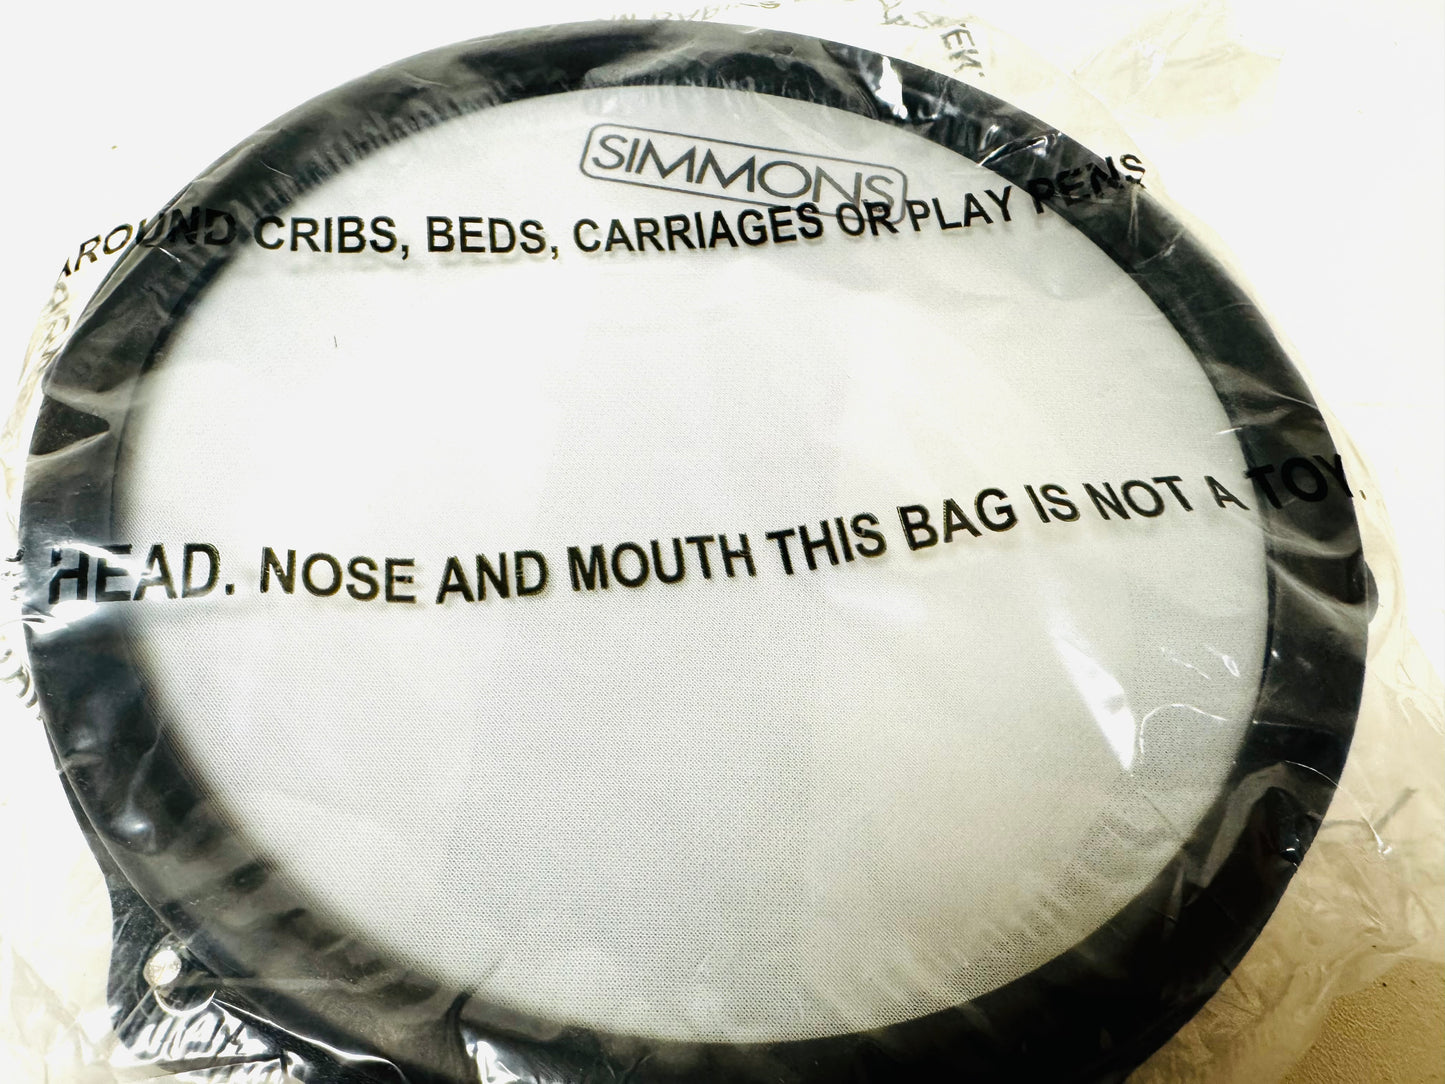 SIMMONS
AROUND CRIBS, BEDS, CARRIAGES OR PLAY PENS
HEAD. NOSE AND MOUTH THIS BAG IS NOT A TOY.